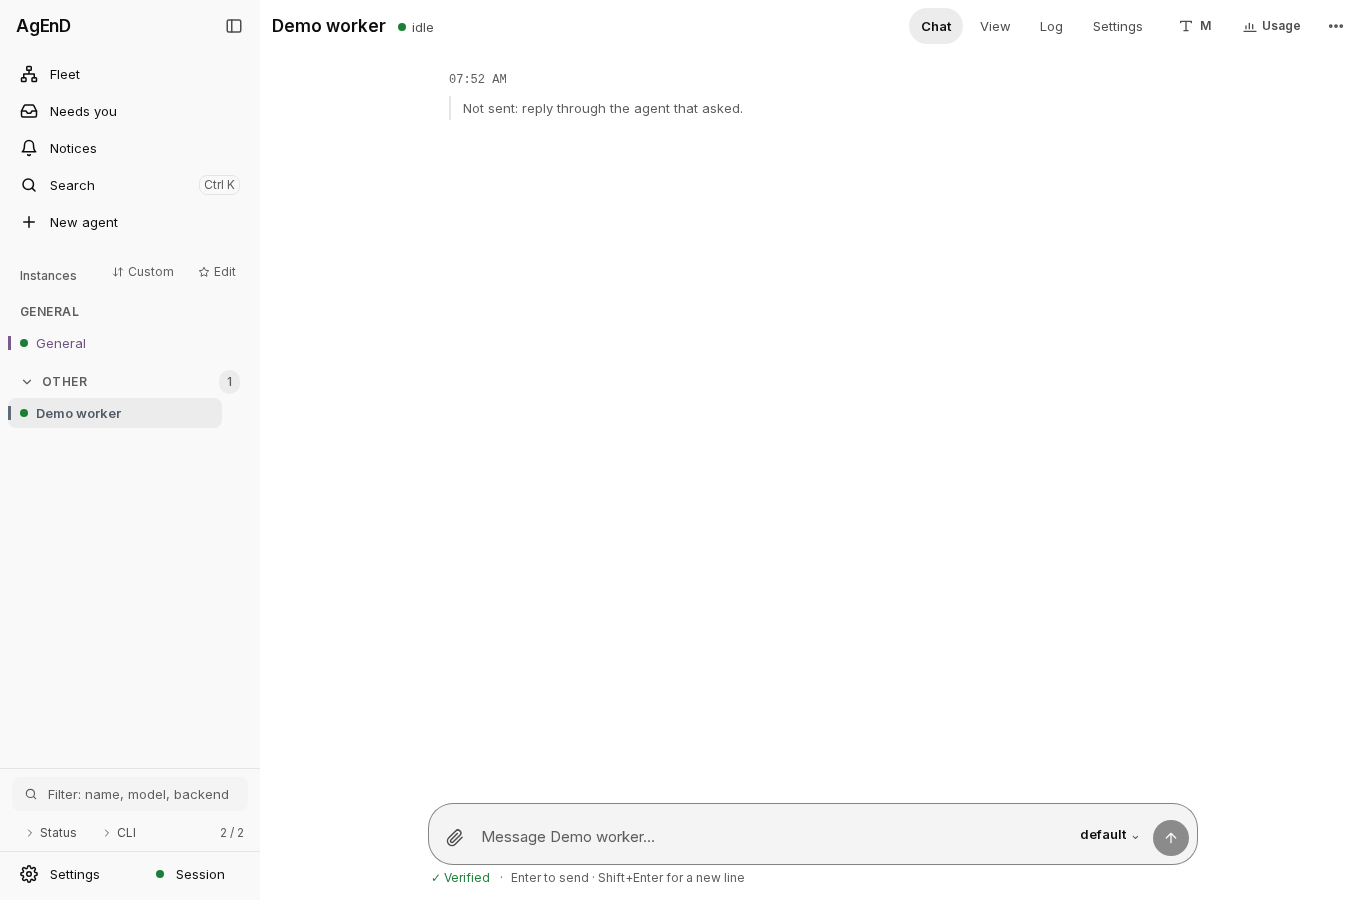 AgEnD
Fleet
Needs you
Notices
Search Ctrl K
New agent
Instances Custom Edit
GENERAL
General
OTHER 1
Demo worker
Filter: name, model, backend
Status CLI 2 / 2
Settings Session
Demo worker idle Chat View Log Settings M Usage
07:52 AM
Not sent: reply through the agent that asked.
Message Demo worker... default
✓ Verified · Enter to send · Shift+Enter for a new line